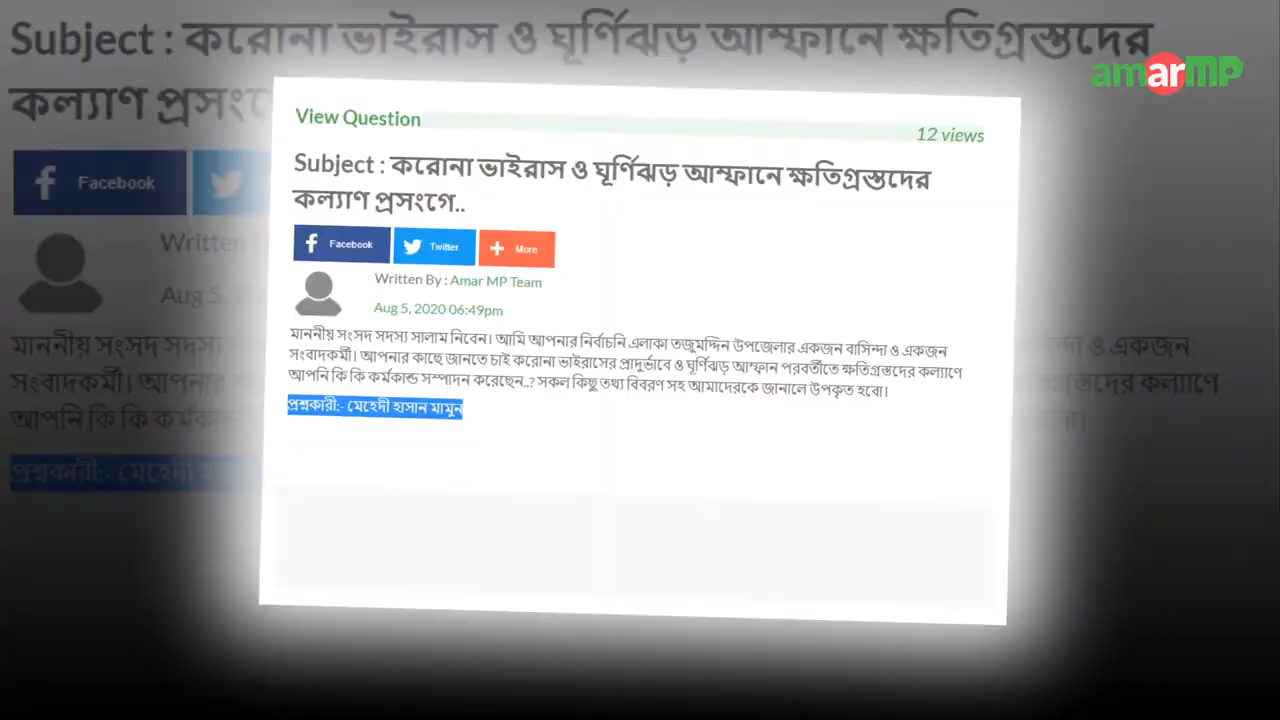 amarMP
View Question
12 views
Subject : করোনা ভাইরাস ও ঘূর্ণিঝড় আম্ফানে ক্ষতিগ্রস্তদের
কল্যাণ প্রসংগে..
Facebook
Twitter
More
Written By : Amar MP Team
Aug 5, 2020 06:49pm
মাননীয় সংসদ সদস্য সালাম নিবেন। আমি আপনার নির্বাচনি এলাকা তজুমদ্দিন উপজেলার একজন বাসিন্দা ও একজন
সংবাদকর্মী। আপনার কাছে জানতে চাই করোনা ভাইরাসের প্রাদুর্ভাবে ও ঘূর্ণিঝড় আম্ফান পরবর্তীতে ক্ষতিগ্রস্তদের কল্যাণে
আপনি কি কি কর্মকান্ড সম্পাদন করেছেন..? সকল কিছু তথ্য বিবরণ সহ আমাদেরকে জানালে উপকৃত হবো।
প্রশ্নকারী:- মেহেদী হাসান মামুন